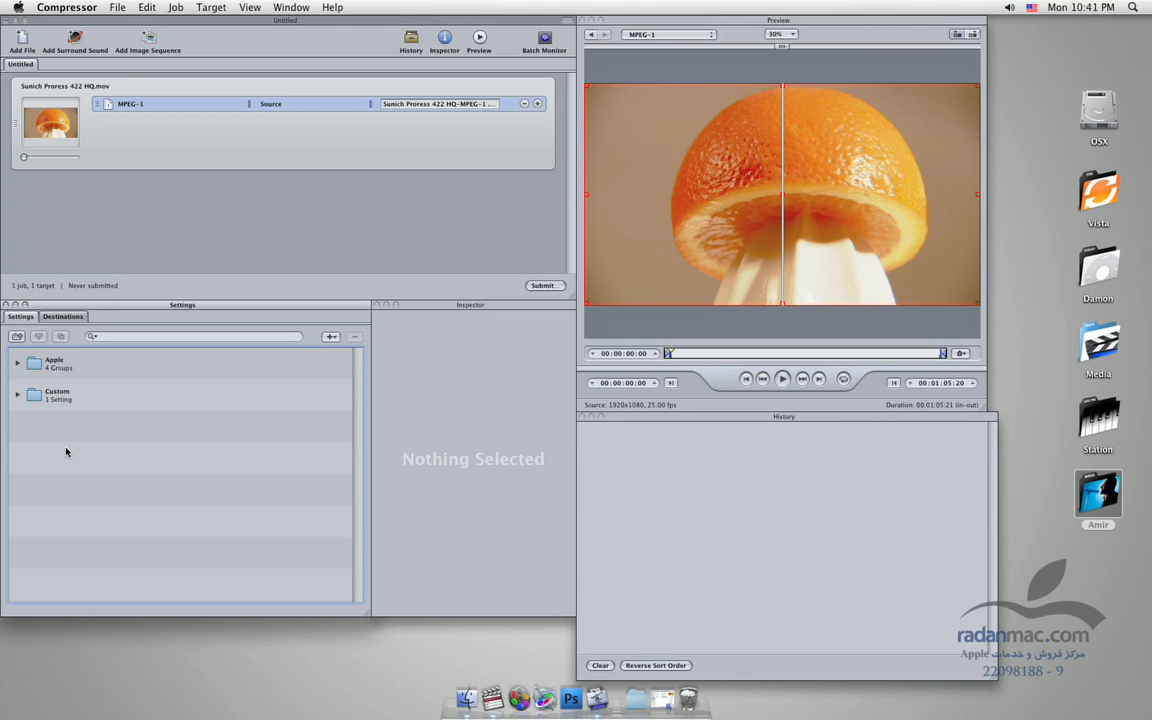 Compressor File Edit Job Target View Window Help
Mon 10:41 PM
Untitled
Add File Add Surround Sound Add Image Sequence History Inspector Preview Batch Monitor
Untitled
Sunich Proress 422 HQ.mov
MPEG-1 Source Sunich Proress 422 HQ-MPEG-1 ...
1 job, 1 target | Never submitted Submit...
Settings
Settings Destinations
Apple
4 Groups
Custom
1 Setting
Inspector
Nothing Selected
Preview
MPEG-1 30%
00:00:00:00
00:00:00:00 00:01:05:20
Source: 1920x1080, 25.00 fps Duration: 00:01:05:21 (in-out)
History
Clear Reverse Sort Order
OSX
Vista
Damon
Media
Station
Amir
Ps
radanmac.com
مرکز فروش و خدمات Apple
22098188 - 9